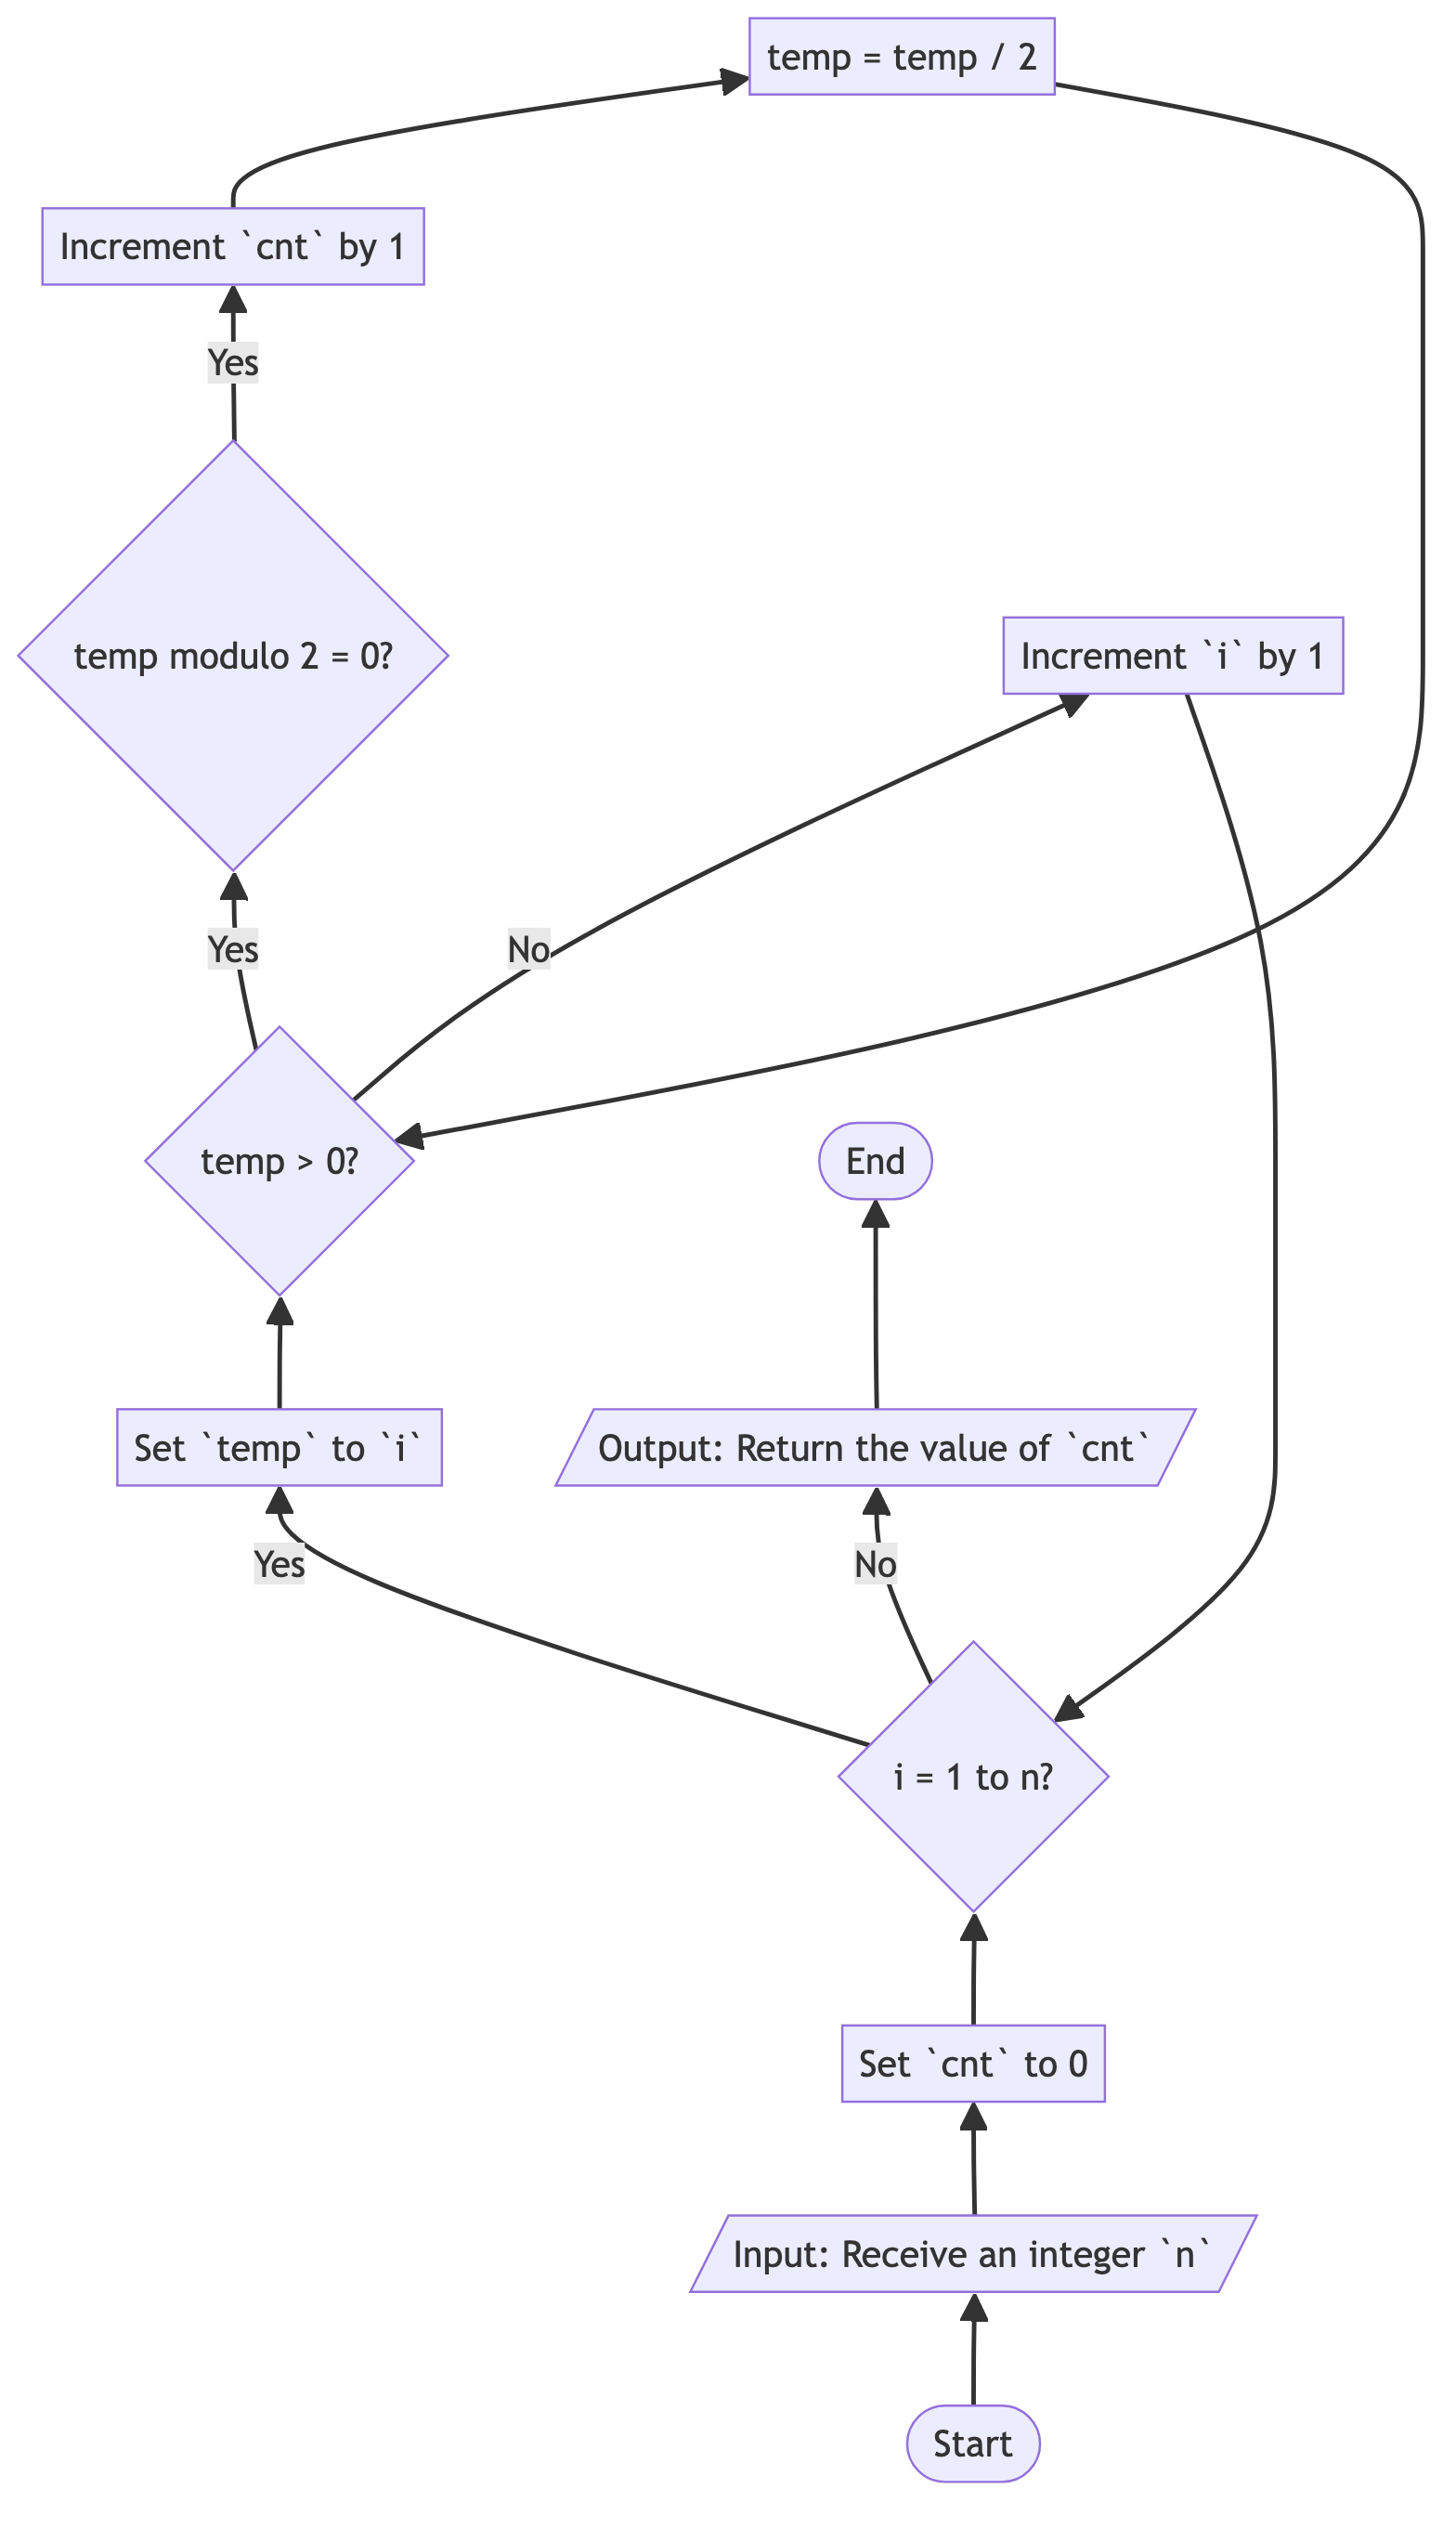 temp = temp / 2
Increment `cnt` by 1
Yes
temp modulo 2 = 0?
Increment `i` by 1
Yes
No
temp > 0?
End
Set `temp` to `i`
Output: Return the value of `cnt`
Yes
No
i = 1 to n?
Set `cnt` to 0
Input: Receive an integer `n`
Start